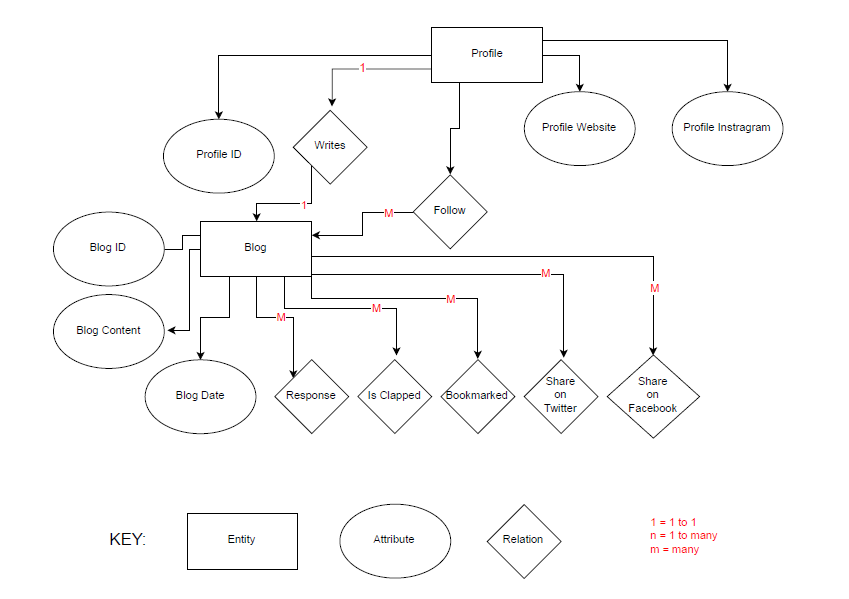 Profile
1
Profile ID
Writes
Profile Website
Profile Instragram
1
M
Follow
Blog ID
Blog
M
M
Blog Content
M
M
M
Blog Date
Response
Is Clapped
Bookmarked
Share
on
Twitter
Share
on
Facebook
KEY:
Entity
Attribute
Relation
1 = 1 to 1
n = 1 to many
m = many